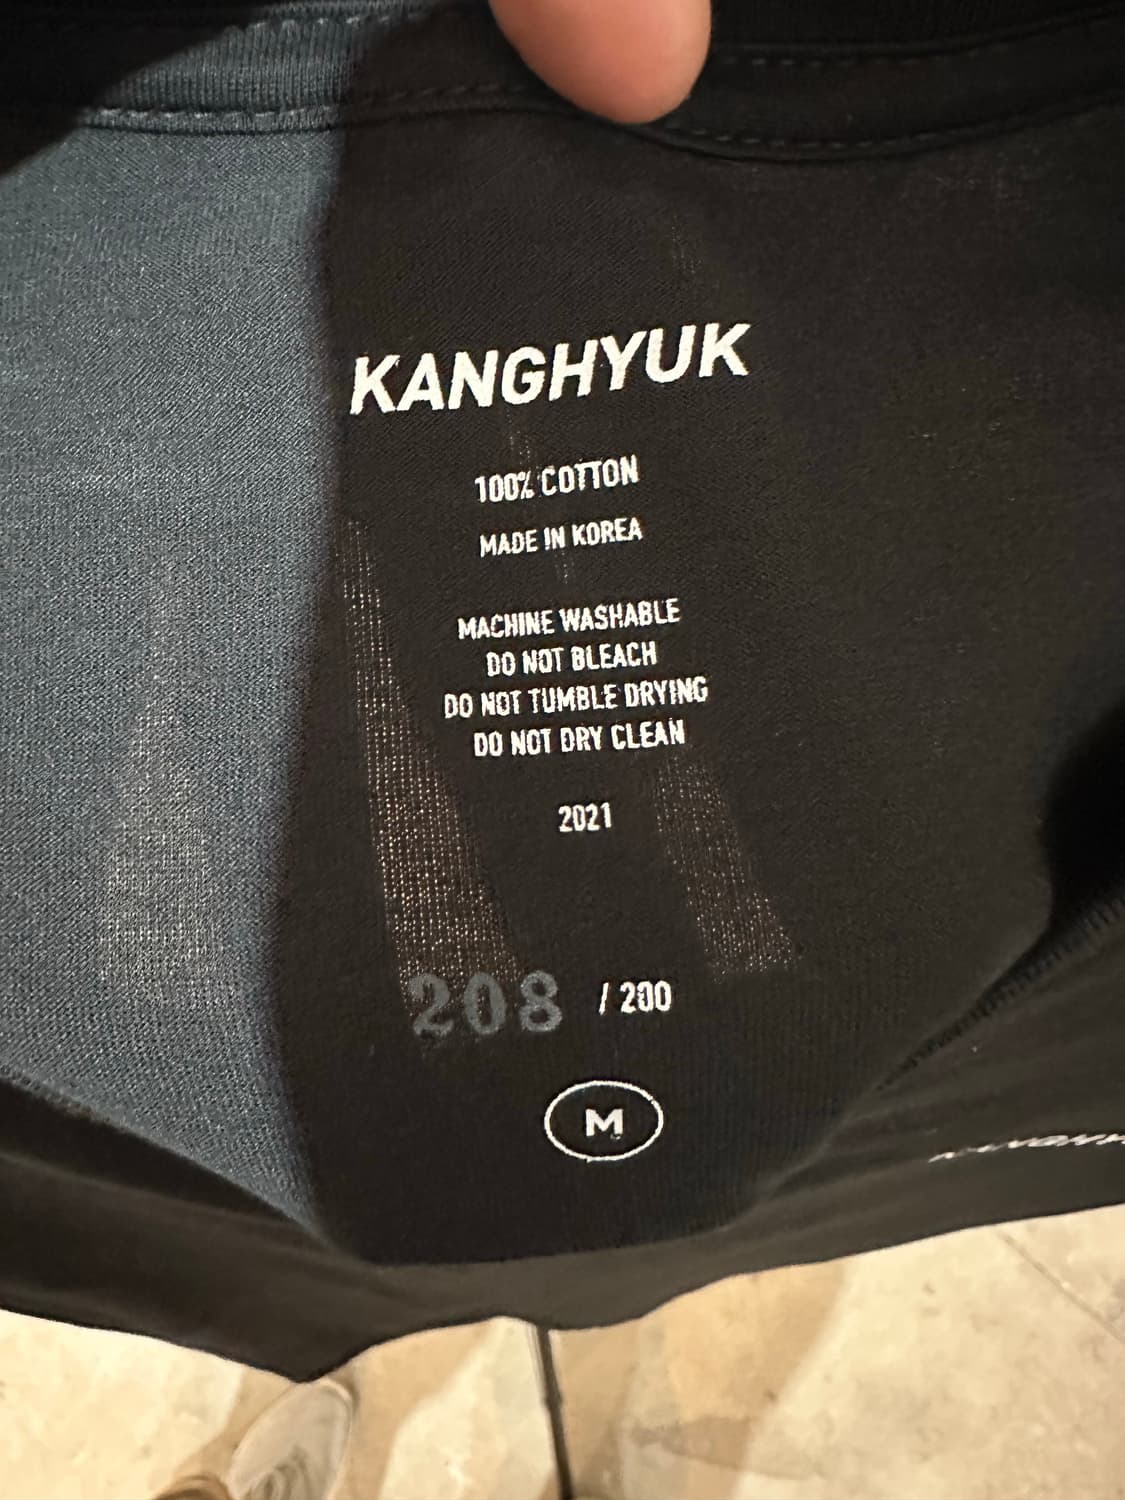 KANGHYUK
100% COTTON
MADE IN KOREA
MACHINE WASHABLE
DO NOT BLEACH
DO NOT TUMBLE DRYING
DO NOT DRY CLEAN
2021
208 / 200
M